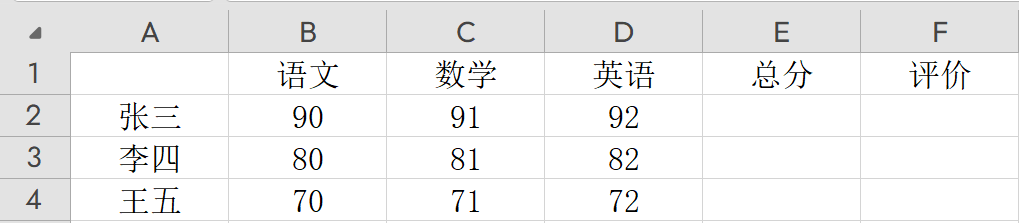 A B C D E F
1 语文 数学 英语 总分 评价
2 张三 90 91 92
3 李四 80 81 82
4 王五 70 71 72